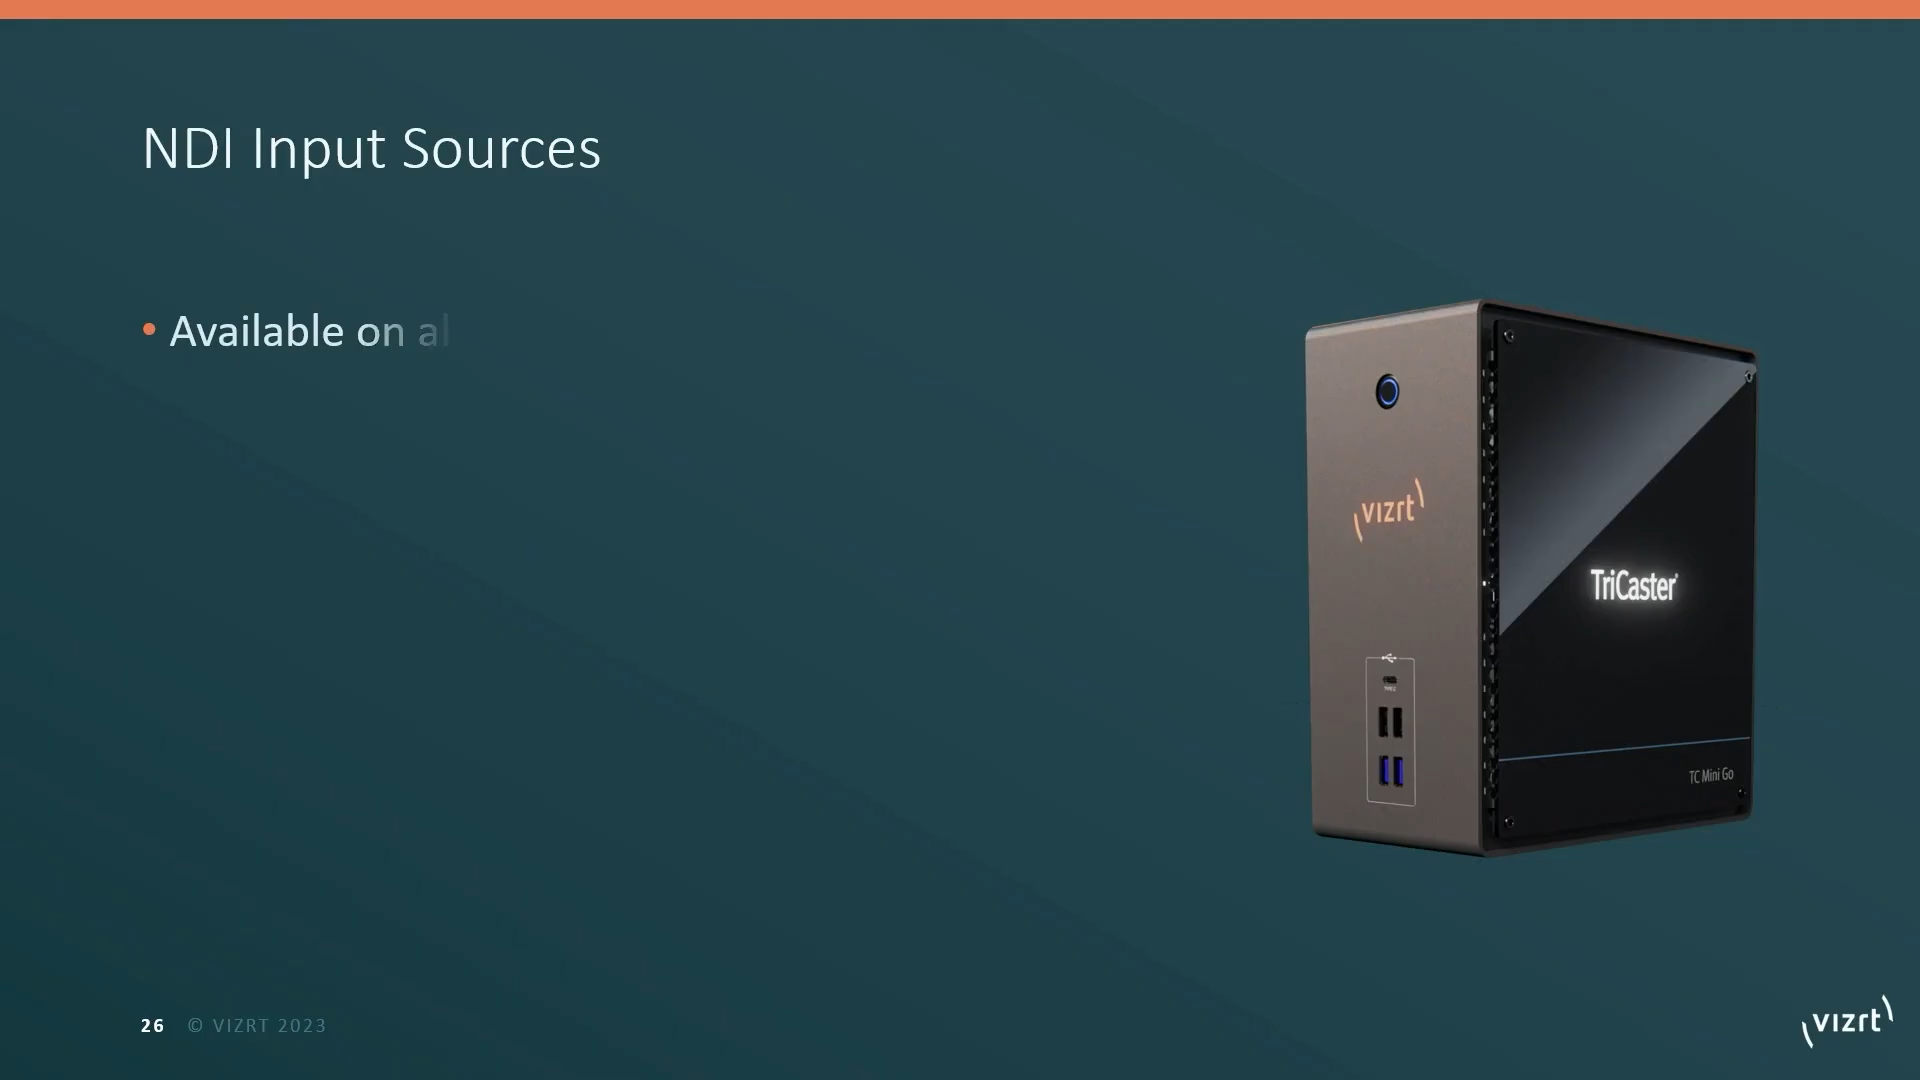 NDI Input Sources
• Available on al
vizrt
TriCaster
TC Mini Go
26 © VIZRT 2023
vizrt